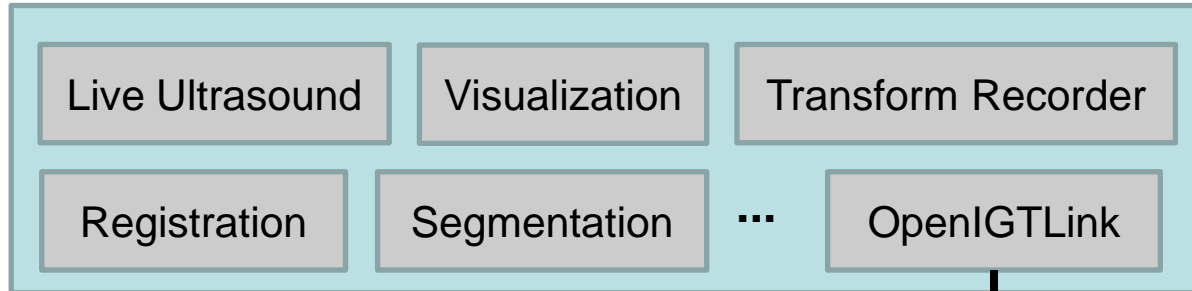 Live Ultrasound Visualization Transform Recorder
Registration Segmentation ... OpenIGTLink